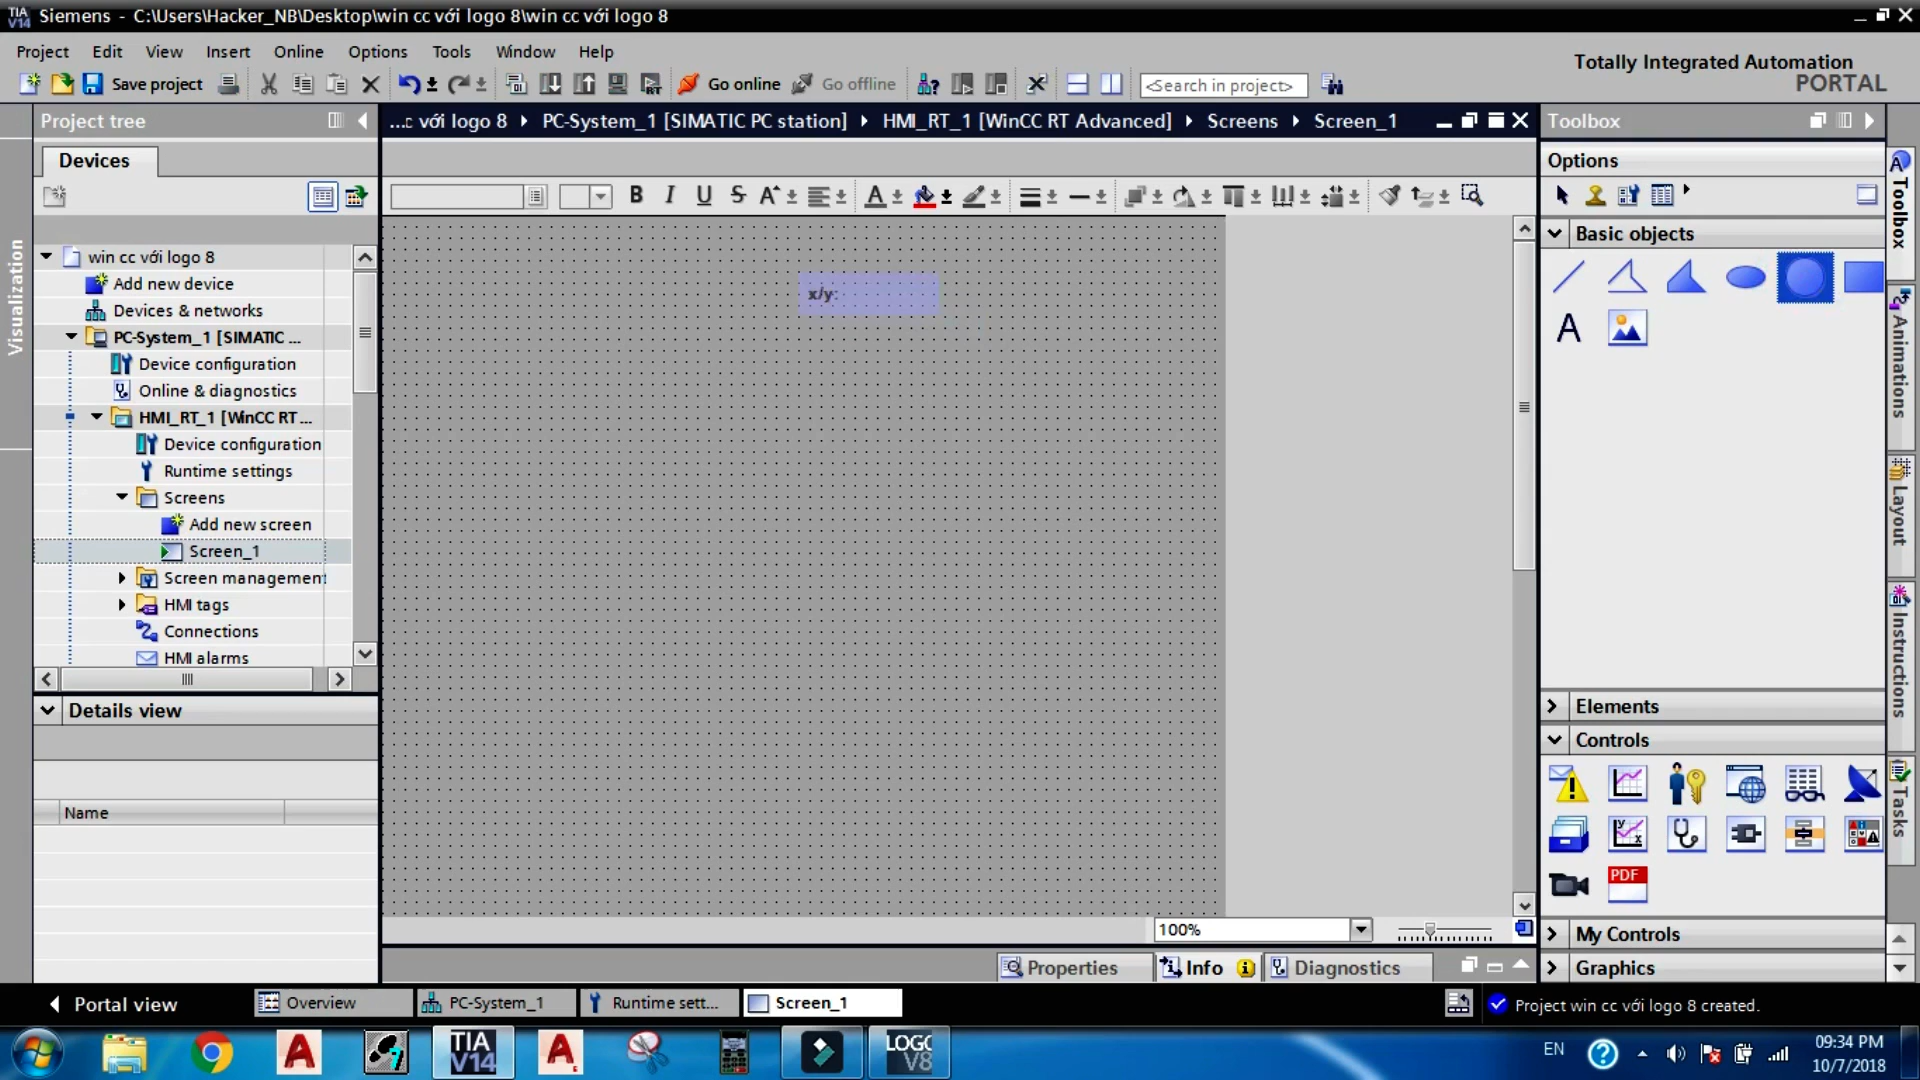 TIA V14
Siemens - C:\Users\Hacker_NB\Desktop\win cc với logo 8\win cc với logo 8
Project Edit View Insert Online Options Tools Window Help
Totally Integrated Automation
PORTAL
Save project
Go online
Go offline
<Search in project>
Project tree
...c với logo 8 PC-System_1 [SIMATIC PC station] HMI_RT_1 [WinCC RT Advanced] Screens Screen_1
Toolbox
Devices
Options
Basic objects
A
Visualization
win cc với logo 8
Add new device
Devices & networks
PC-System_1 [SIMATIC ...
Device configuration
Online & diagnostics
HMI_RT_1 [WinCC RT ...
Device configuration
Runtime settings
Screens
Add new screen
Screen_1
Screen management
HMI tags
Connections
HMI alarms
x/y:
Toolbox
Animations
Layout
Instructions
Tasks
Elements
Controls
PDF
My Controls
Graphics
Details view
Name
100%
Properties Info Diagnostics
Portal view Overview PC-System_1 Runtime sett... Screen_1
Project win cc với logo 8 created.
TIA V14
LOGO V8
EN
09:34 PM
10/7/2018